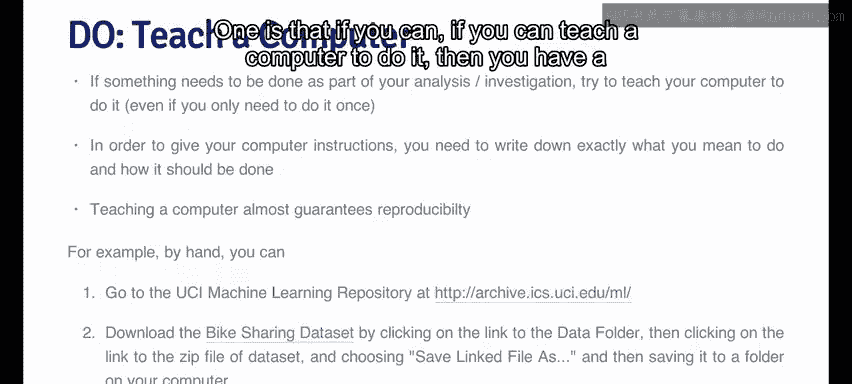 DO: Teach a Computer
One is that if you can, if you can teach a
computer to do it, then you have a
· If something needs to be done as part of your analysis / investigation, try to teach your computer to
do it (even if you only need to do it once)
· In order to give your computer instructions, you need to write down exactly what you mean to do
and how it should be done
· Teaching a computer almost guarantees reproducibilty
For example, by hand, you can
1. Go to the UCI Machine Learning Repository at http://archive.ics.uci.edu/ml/
2. Download the Bike Sharing Dataset by clicking on the link to the Data Folder, then clicking on the
link to the zip file of dataset, and choosing "Save Linked File As..." and then saving it to a folder
on your computer